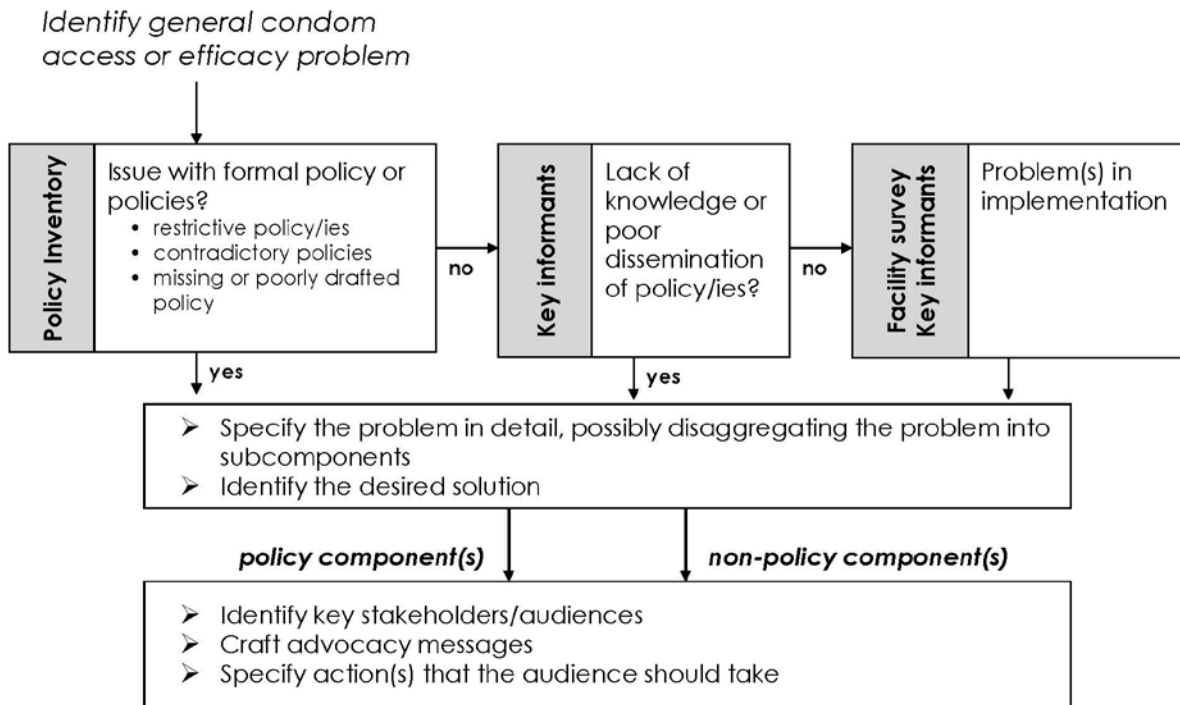 Identify general condom
access or efficacy problem
Policy Inventory
Issue with formal policy or
policies?
• restrictive policy/ies
• contradictory policies
• missing or poorly drafted
policy
no
Key informants
Lack of
knowledge or
poor
dissemination
of policy/ies?
no
Facility survey
Key informants
Problem(s) in
implementation
yes
yes
➤ Specify the problem in detail, possibly disaggregating the problem into
subcomponents
➤ Identify the desired solution
policy component(s)
non-policy component(s)
➤ Identify key stakeholders/audiences
➤ Craft advocacy messages
➤ Specify action(s) that the audience should take